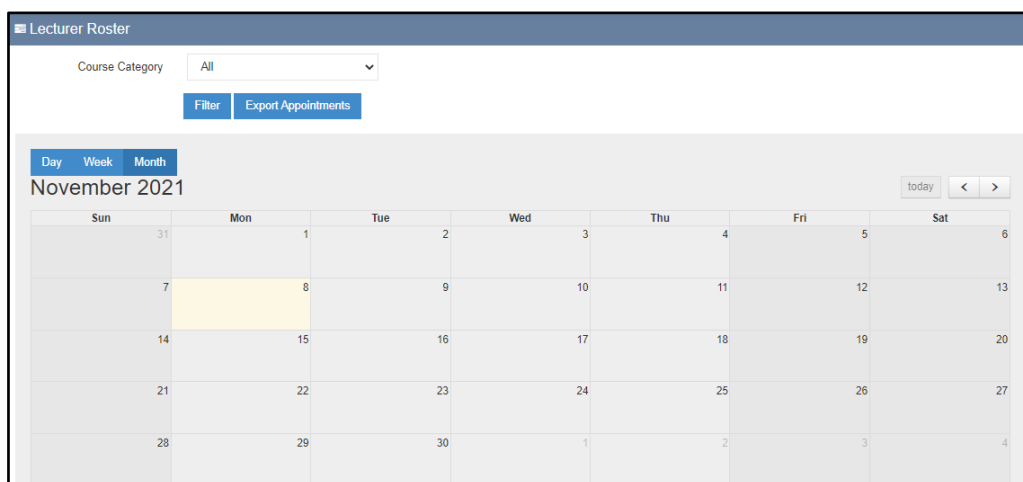 Lecturer Roster
Course Category All
Filter Export Appointments
Day Week Month
November 2021 today < >
Sun Mon Tue Wed Thu Fri Sat
31 1 2 3 4 5 6
7 8 9 10 11 12 13
14 15 16 17 18 19 20
21 22 23 24 25 26 27
28 29 30 1 2 3 4